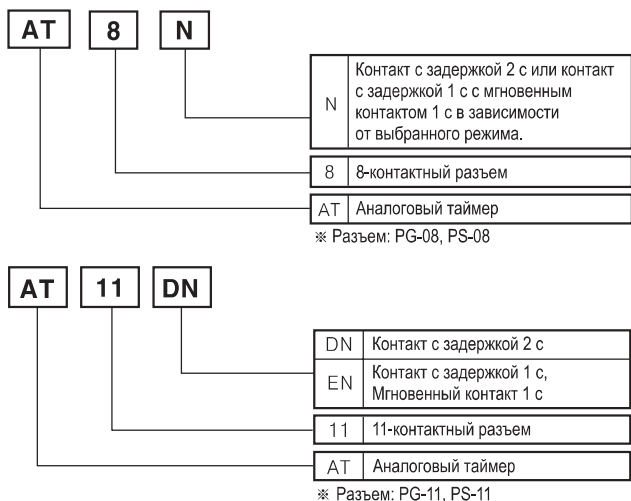 AT 8 N
N Контакт с задержкой 2 с или контакт
с задержкой 1 с с мгновенным
контактом 1 с в зависимости
от выбранного режима.
8 8-контактный разъем
AT Аналоговый таймер
※ Разъем: PG-08, PS-08
AT 11 DN
DN Контакт с задержкой 2 с
EN Контакт с задержкой 1 с,
Мгновенный контакт 1 с
11 11-контактный разъем
AT Аналоговый таймер
※ Разъем: PG-11, PS-11